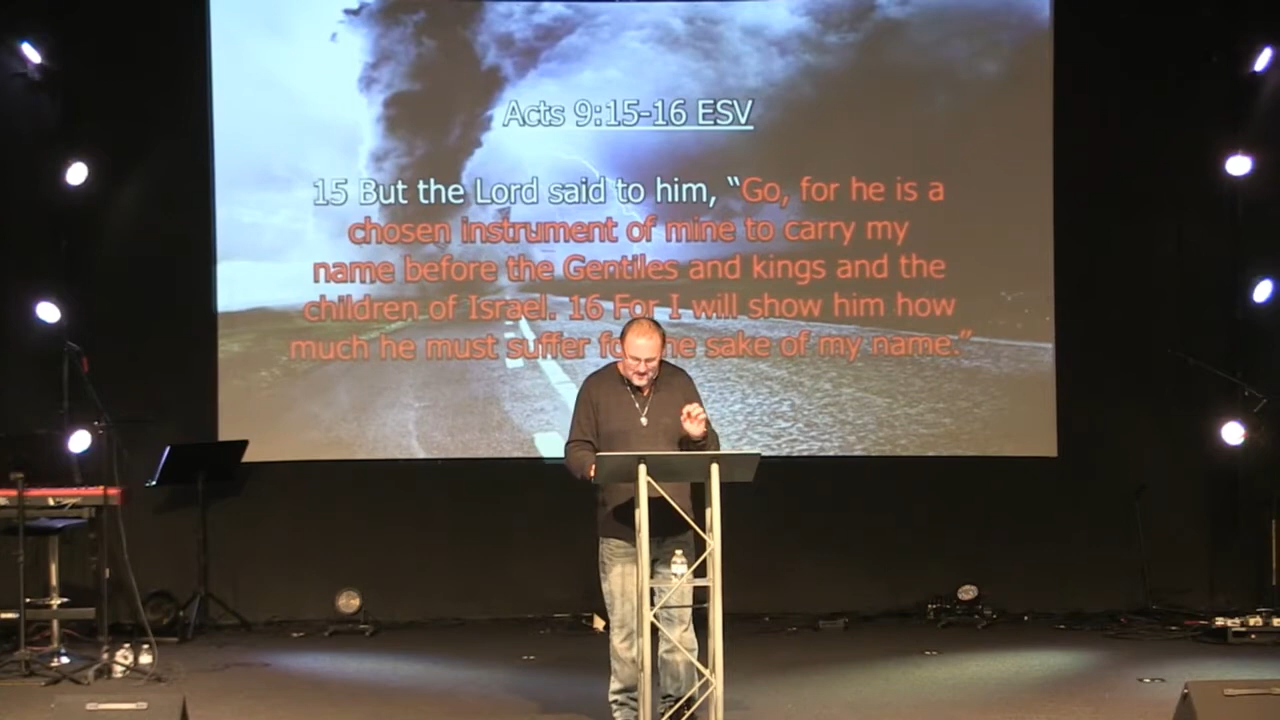 Acts 9:15-16 ESV
15 But the Lord said to him, “Go, for he is a
chosen instrument of mine to carry my
name before the Gentiles and kings and the
children of Israel. 16 For I will show him how
much he must suffer sake of my name.”